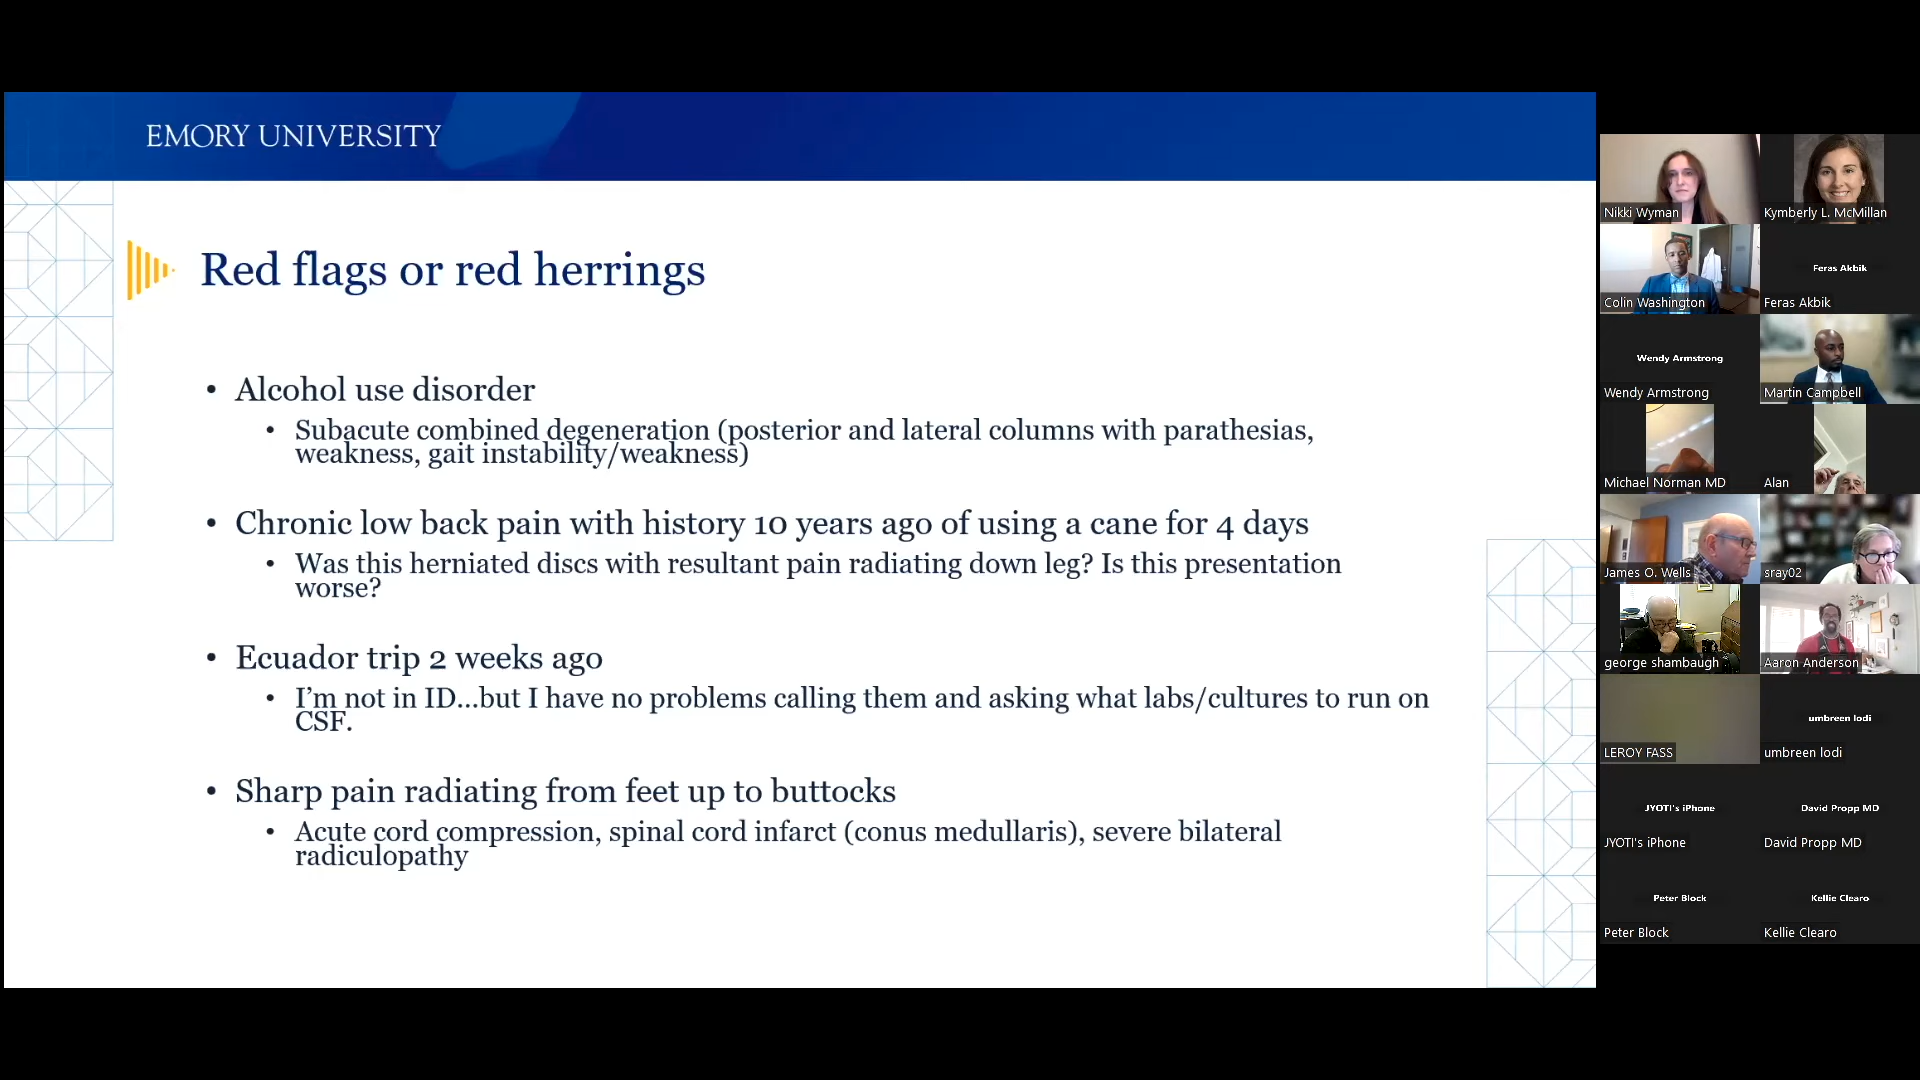 EMORY UNIVERSITY
Red flags or red herrings
• Alcohol use disorder
• Subacute combined degeneration (posterior and lateral columns with parathesias,
weakness, gait instability/weakness)
• Chronic low back pain with history 10 years ago of using a cane for 4 days
• Was this herniated discs with resultant pain radiating down leg? Is this presentation
worse?
• Ecuador trip 2 weeks ago
• I'm not in ID...but I have no problems calling them and asking what labs/cultures to run on
CSF.
• Sharp pain radiating from feet up to buttocks
• Acute cord compression, spinal cord infarct (conus medullaris), severe bilateral
radiculopathy
Nikki Wyman
Kymberly L. McMillan
Colin Washington
Feras Akbik
Feras Akbik
Wendy Armstrong
Wendy Armstrong
Martin Campbell
Michael Norman MD
Alan
James O. Wells
sray02
george shambaugh
Aaron Anderson
LEROY FASS
umbreen lodi
umbreen lodi
JYOTI's iPhone
JYOTI's iPhone
David Propp MD
David Propp MD
Peter Block
Peter Block
Kellie Clearo
Kellie Clearo